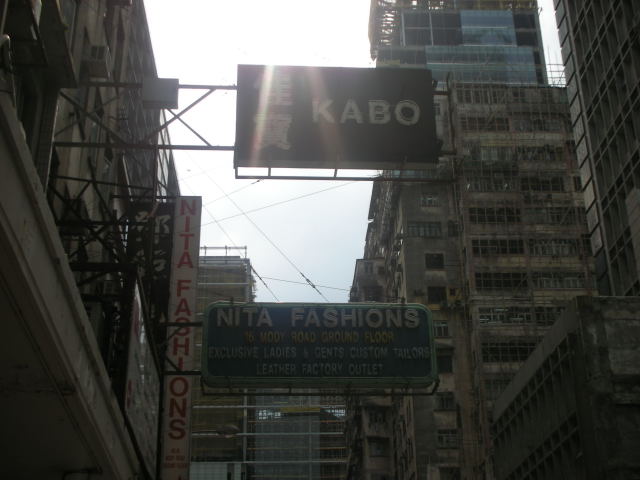 KABO
NITA FASHIONS
NITA FASHIONS
16, MODY ROAD GROUND FLOOR
EXCLUSIVE LADIES & GENTS CUSTOM TAILORS
LEATHER FACTORY OUTLET